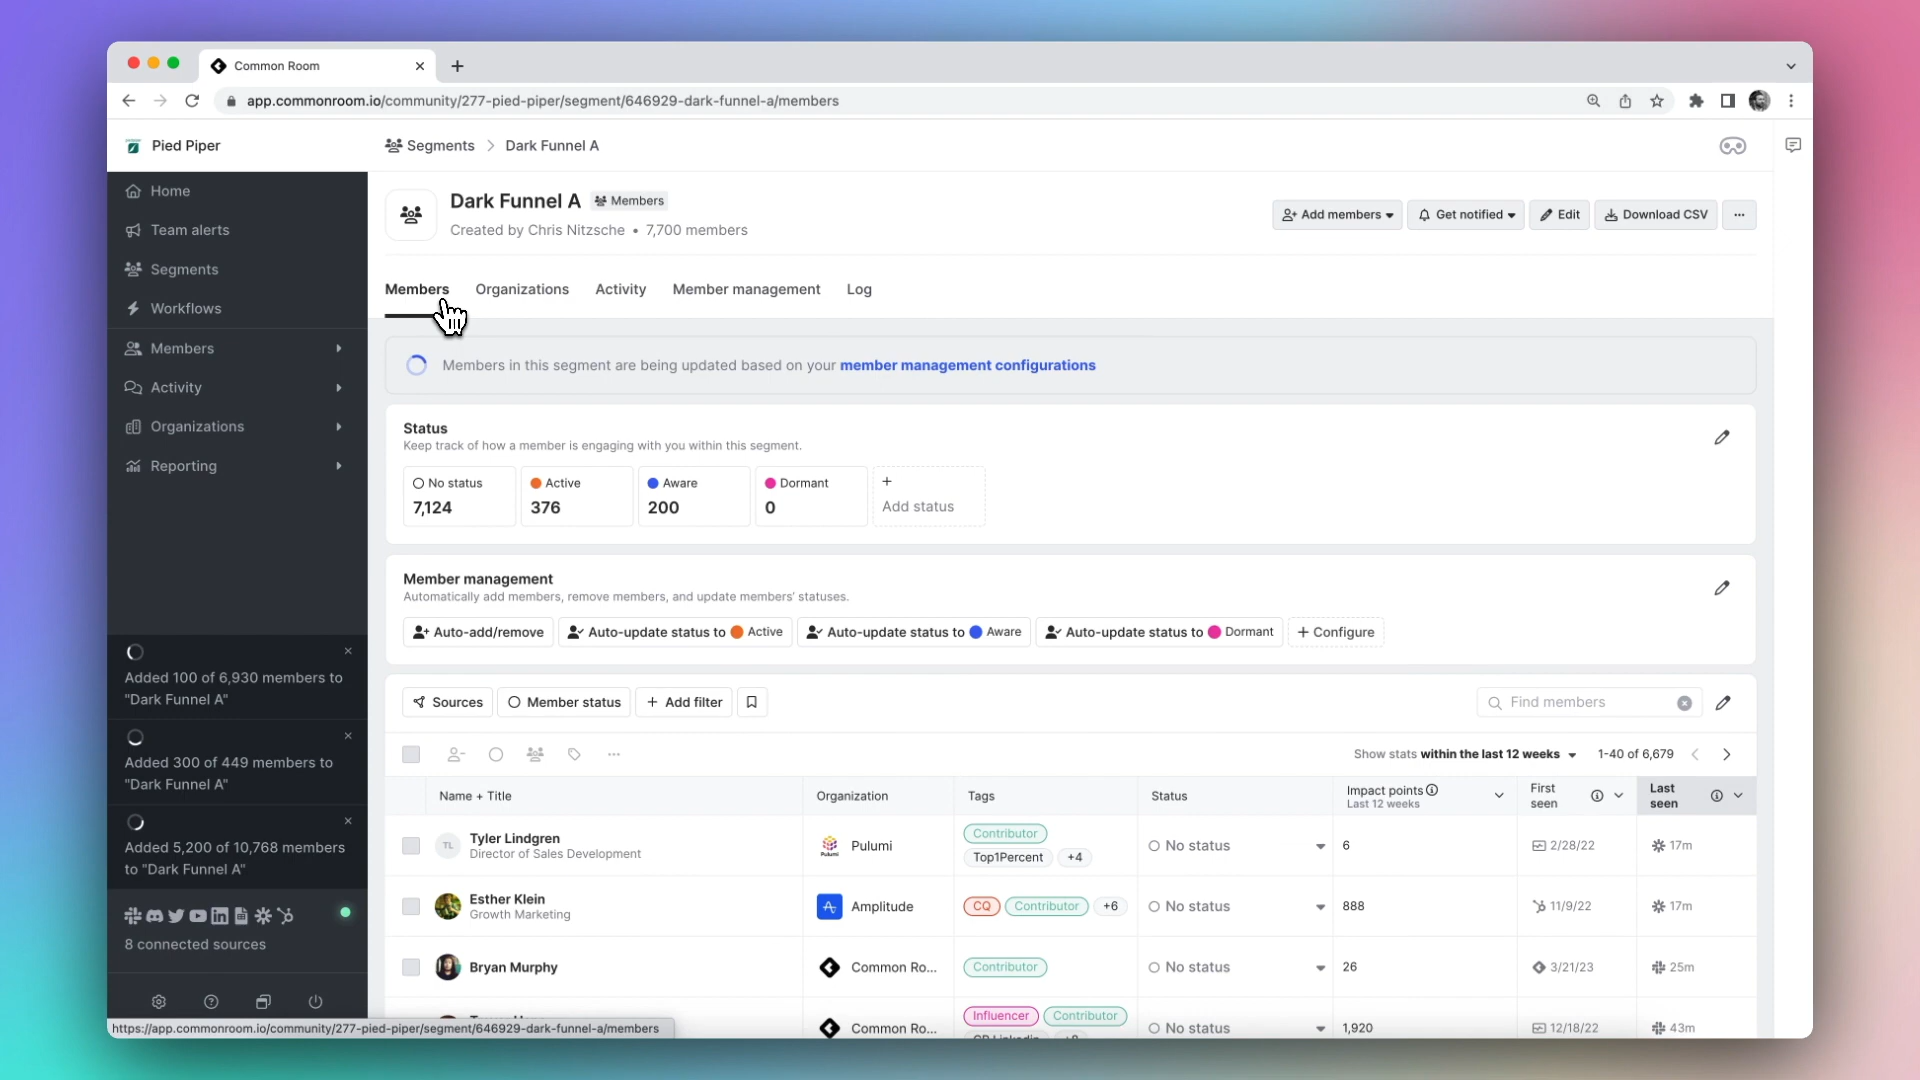 Common Room
app.commonroom.io/community/277-pied-piper/segment/646929-dark-funnel-a/members
Pied Piper
Segments > Dark Funnel A
Home
Team alerts
Segments
Workflows
Members
Activity
Organizations
Reporting
Added 100 of 6,930 members to
"Dark Funnel A"
Added 300 of 449 members to
"Dark Funnel A"
Added 5,200 of 10,768 members
to "Dark Funnel A"
8 connected sources
https://app.commonroom.io/community/277-pied-piper/segment/646929-dark-funnel-a/members
Dark Funnel A Members
Created by Chris Nitzsche • 7,700 members
Add members Get notified Edit Download CSV
Members Organizations Activity Member management Log
Members in this segment are being updated based on your member management configurations
Status
Keep track of how a member is engaging with you within this segment.
No status Active Aware Dormant +
7,124 376 200 0 Add status
Member management
Automatically add members, remove members, and update members' statuses.
Auto-add/remove Auto-update status to Active Auto-update status to Aware Auto-update status to Dormant + Configure
Sources Member status + Add filter Find members
Show stats within the last 12 weeks 1-40 of 6,679
Name + Title Organization Tags Status Impact points Last 12 weeks First seen Last seen
TL Tyler Lindgren Pulumi Pulumi Contributor No status 6 2/28/22 17m
Director of Sales Development Top1Percent +4
Esther Klein Amplitude CQ Contributor +6 No status 888 11/9/22 17m
Growth Marketing
Bryan Murphy Common Ro... Contributor No status 26 3/21/23 25m
Common Ro... Influencer Contributor No status 1,920 12/18/22 43m